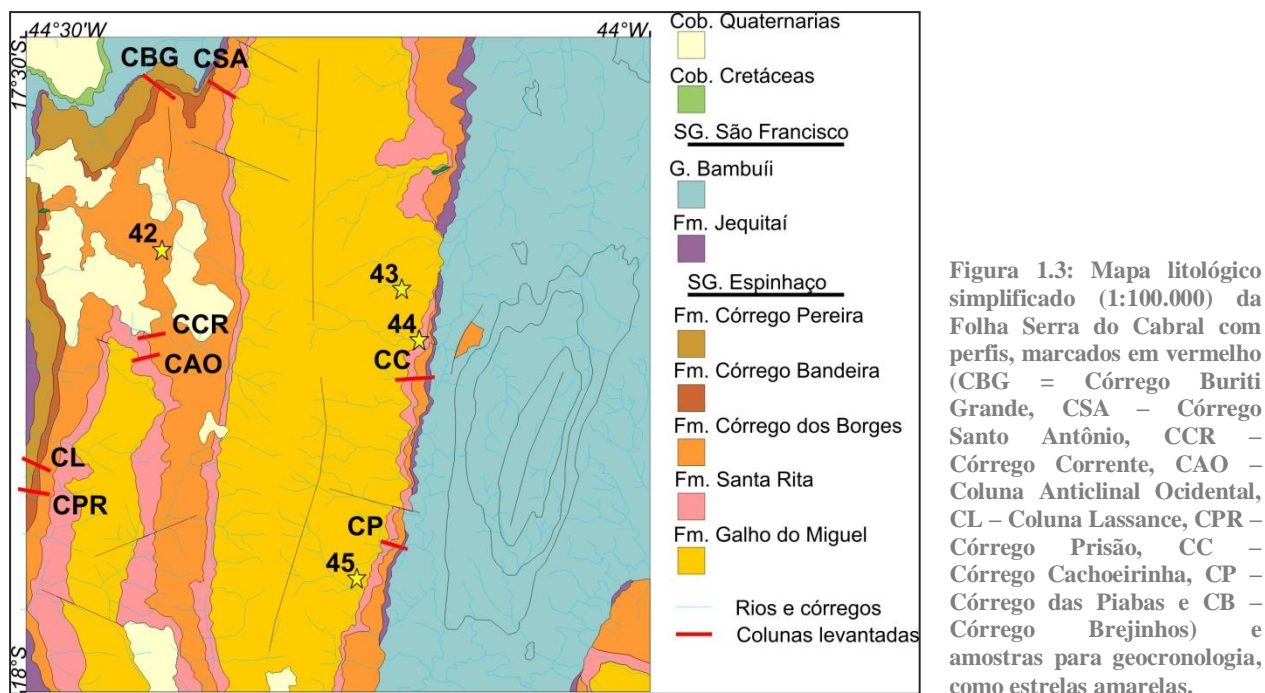 44°30'W
44°W
17°30'S
18°S
CBG
CSA
42
43
44
CCR
CC
CAO
CL
CPR
CP
45
Cob. Quaternarias
Cob. Cretáceas
SG. São Francisco
G. Bambuíi
Fm. Jequitaí
SG. Espinhaço
Fm. Córrego Pereira
Fm. Córrego Bandeira
Fm. Córrego dos Borges
Fm. Santa Rita
Fm. Galho do Miguel
Rios e córregos
Colunas levantadas
Figura 1.3: Mapa litológico
simplificado (1:100.000) da
Folha Serra do Cabral com
perfis, marcados em vermelho
(CBG = Córrego Buriti
Grande, CSA – Córrego
Santo Antônio, CCR –
Córrego Corrente, CAO –
Coluna Anticlinal Ocidental,
CL – Coluna Lassance, CPR –
Córrego Prisão, CC –
Córrego Cachoeirinha, CP –
Córrego das Piabas e CB –
Córrego Brejinhos) e
amostras para geocronologia,
como estrelas amarelas.